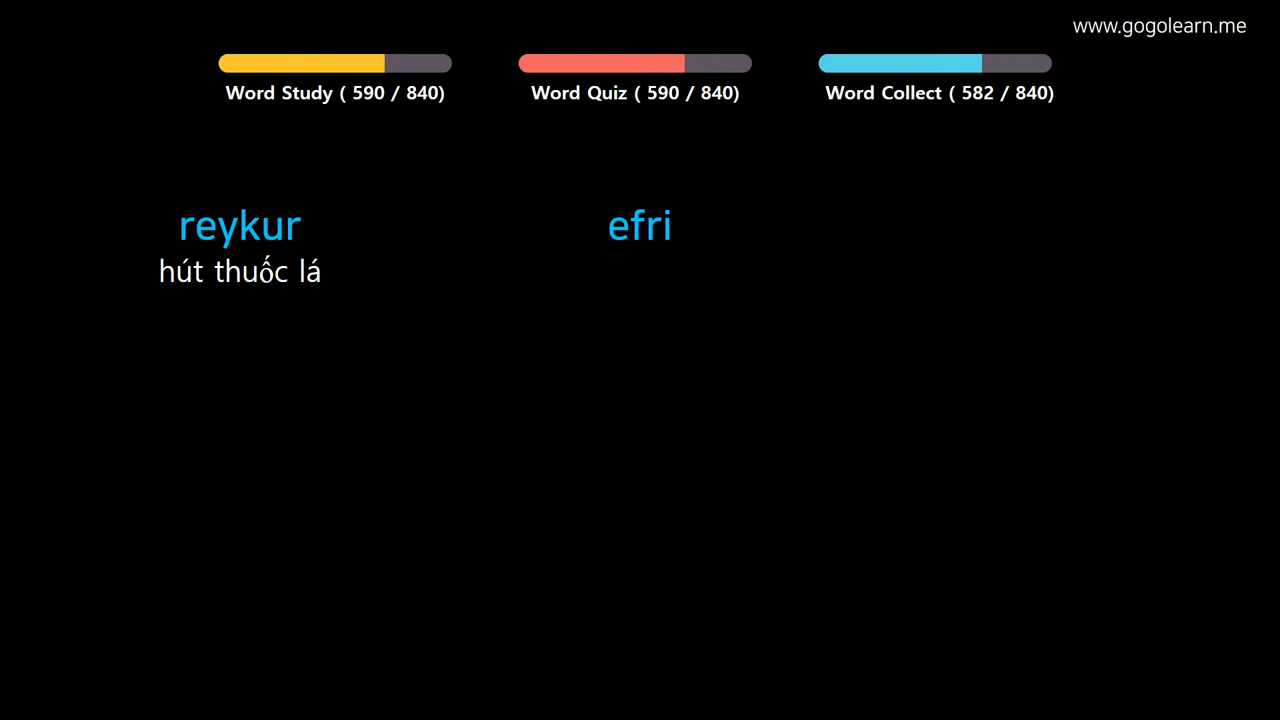 www.gogolearn.me
Word Study ( 590 / 840)
Word Quiz ( 590 / 840)
Word Collect ( 582 / 840)
reykur
hút thuốc lá
efri